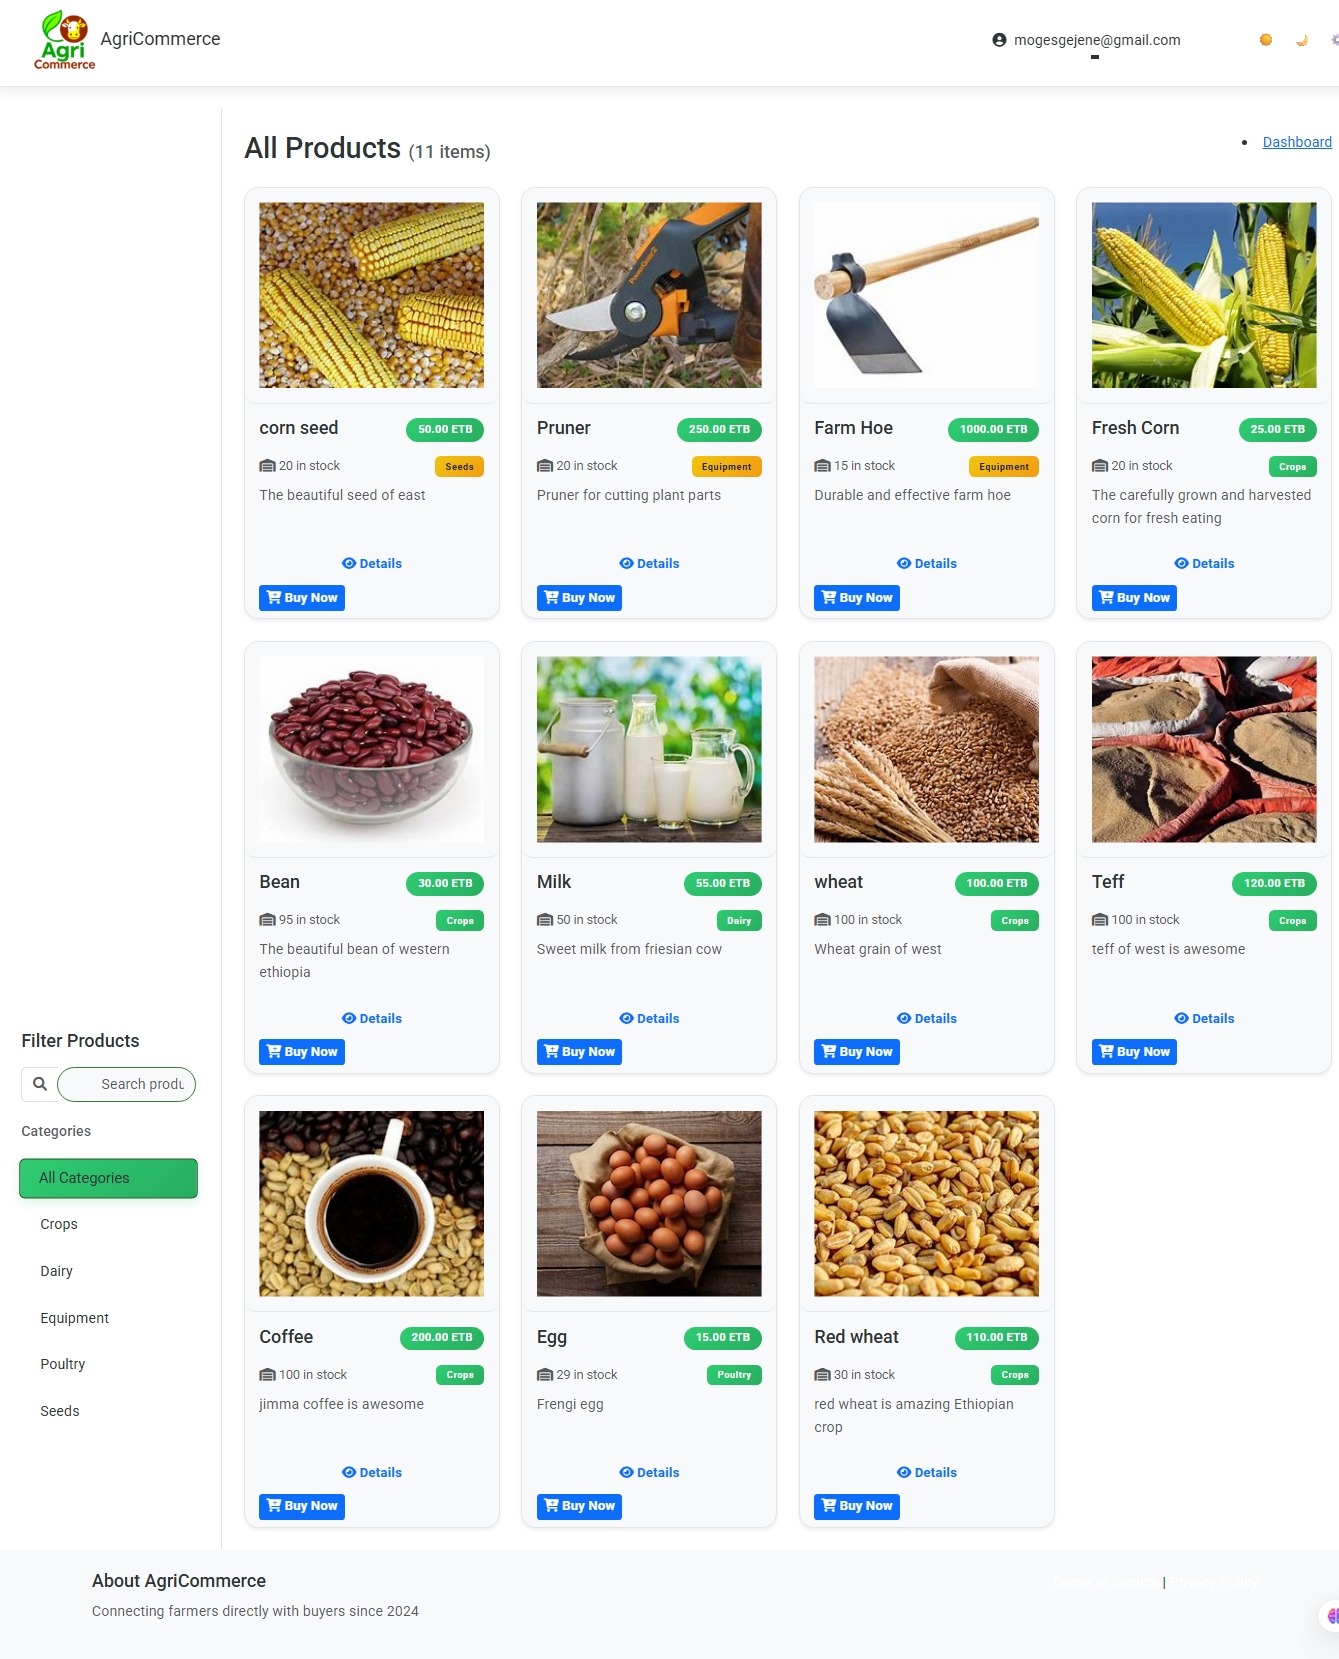 Agri
Commerce
AgriCommerce
mogesgejene@gmail.com
All Products (11 items)
Dashboard
corn seed
50.00 ETB
20 in stock
Seeds
The beautiful seed of east
Details
Buy Now
Pruner
250.00 ETB
20 in stock
Equipment
Pruner for cutting plant parts
Details
Buy Now
Farm Hoe
1000.00 ETB
15 in stock
Equipment
Durable and effective farm hoe
Details
Buy Now
Fresh Corn
25.00 ETB
20 in stock
Crops
The carefully grown and harvested
corn for fresh eating
Details
Buy Now
Bean
30.00 ETB
95 in stock
Crops
The beautiful bean of western
ethiopia
Details
Buy Now
Milk
55.00 ETB
50 in stock
Dairy
Sweet milk from friesian cow
Details
Buy Now
wheat
100.00 ETB
100 in stock
Crops
Wheat grain of west
Details
Buy Now
Teff
120.00 ETB
100 in stock
Crops
teff of west is awesome
Details
Buy Now
Filter Products
Search produ
Categories
All Categories
Crops
Dairy
Equipment
Poultry
Seeds
Coffee
200.00 ETB
100 in stock
Crops
jimma coffee is awesome
Details
Buy Now
Egg
15.00 ETB
29 in stock
Poultry
Frengi egg
Details
Buy Now
Red wheat
110.00 ETB
30 in stock
Crops
red wheat is amazing Ethiopian
crop
Details
Buy Now
About AgriCommerce
Connecting farmers directly with buyers since 2024
Terms of Service | Privacy Policy